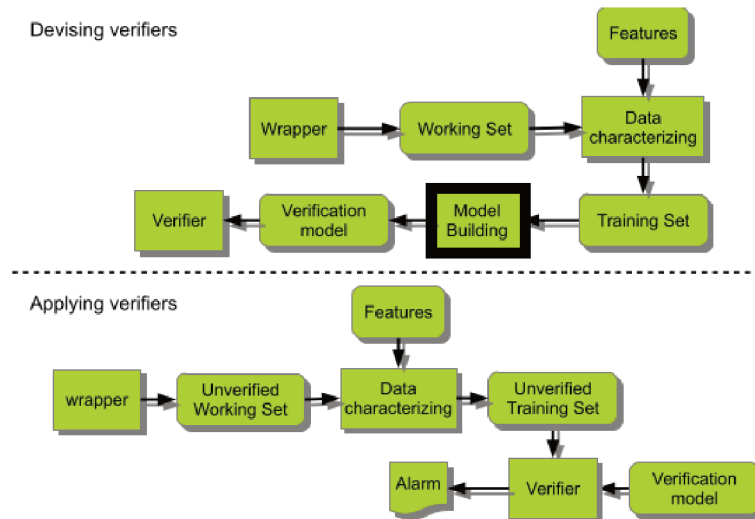 Devising verifiers
Features
Wrapper
Working Set
Data
characterizing
Verifier
Verification
model
Model
Building
Training Set
Applying verifiers
Features
wrapper
Unverified
Working Set
Data
characterizing
Unverified
Training Set
Alarm
Verifier
Verification
model